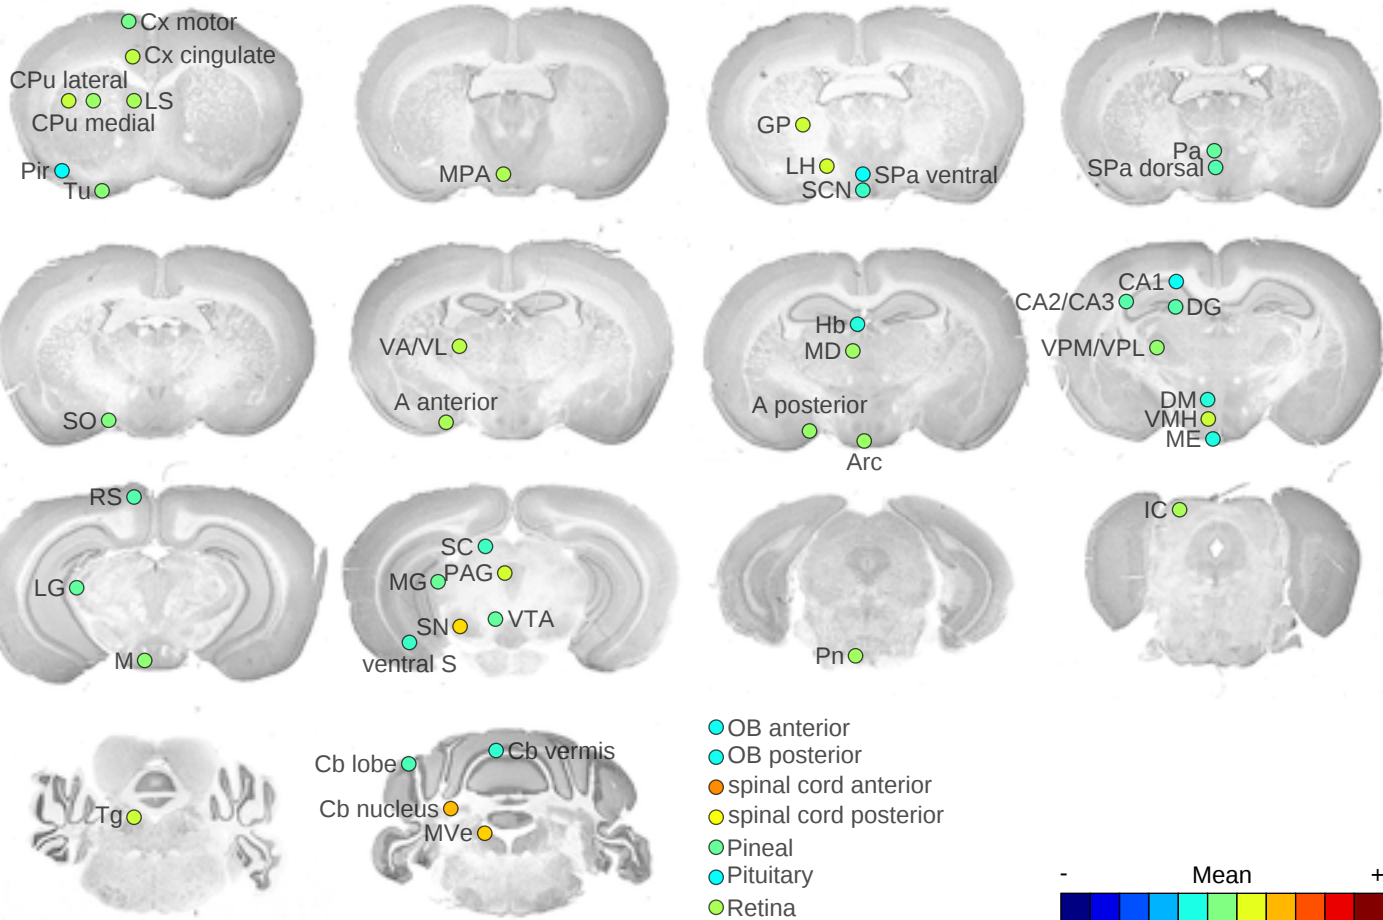 Cx motor
Cx cingulate
CPu lateral
LS
CPu medial
Pir
Tu
MPA
GP
LH
SPa ventral
SCN
Pa
SPa dorsal
SO
VA/VL
A anterior
Hb
MD
A posterior
Arc
CA1
CA2/CA3
DG
VPM/VPL
DM
VMH
ME
RS
LG
M
SC
MG
PAG
SN
VTA
ventral S
Pn
IC
Tg
Cb lobe
Cb vermis
Cb nucleus
MVe
OB anterior
OB posterior
spinal cord anterior
spinal cord posterior
Pineal
Pituitary
Retina
- Mean +